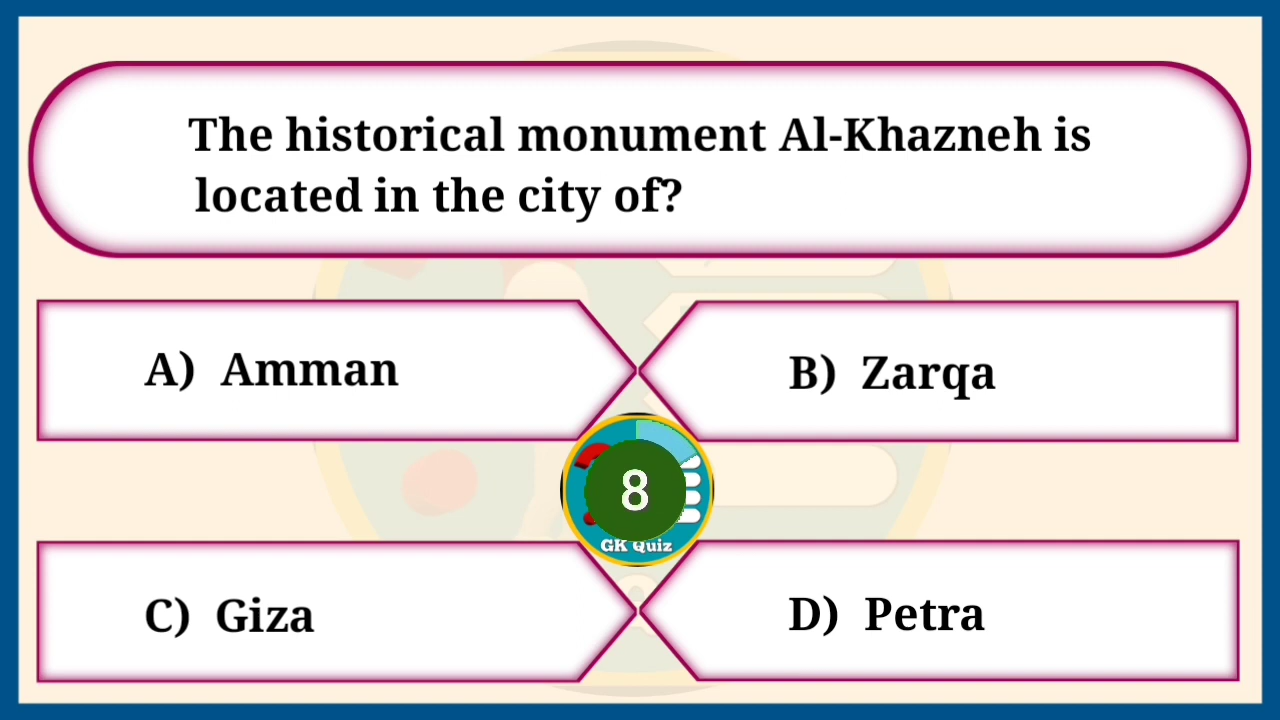 The historical monument Al-Khazneh is
located in the city of?
A) Amman
B) Zarqa
8
GK Quiz
C) Giza
D) Petra